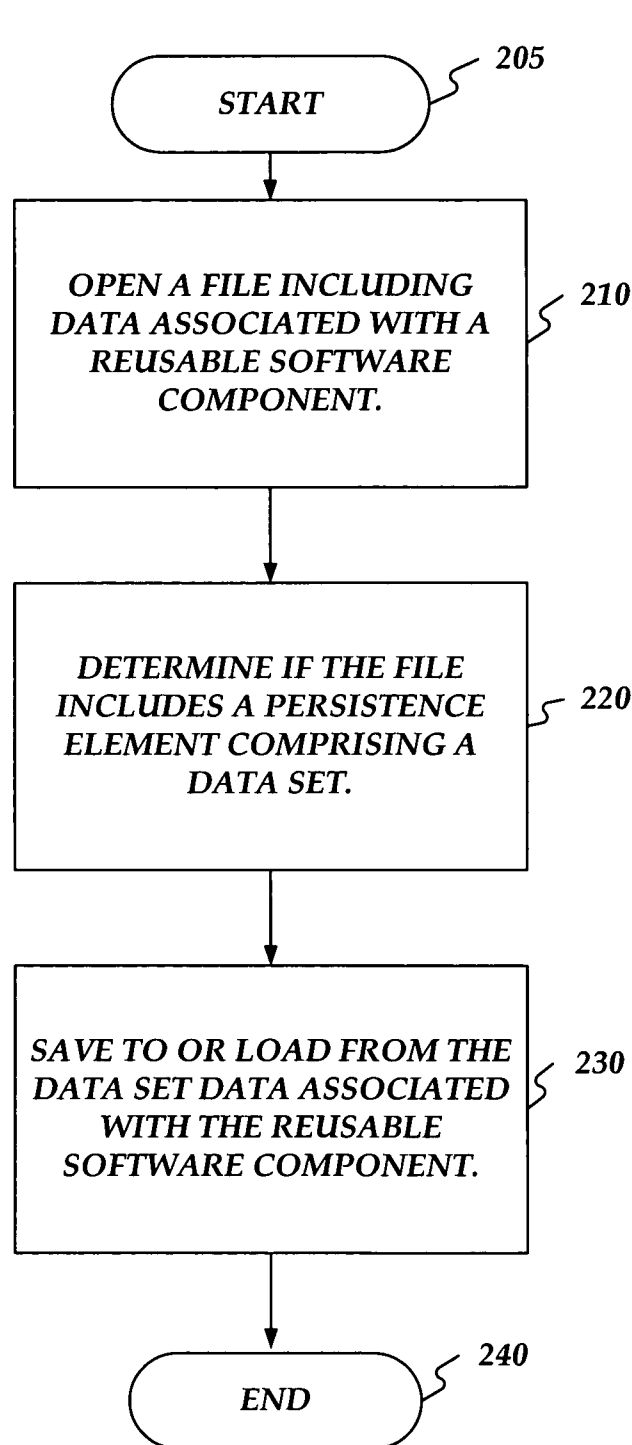 205
START
OPEN A FILE INCLUDING
DATA ASSOCIATED WITH A
REUSABLE SOFTWARE
COMPONENT.
210
DETERMINE IF THE FILE
INCLUDES A PERSISTENCE
ELEMENT COMPRISING A
DATA SET.
220
SAVE TO OR LOAD FROM THE
DATA SET DATA ASSOCIATED
WITH THE REUSABLE
SOFTWARE COMPONENT.
230
240
END